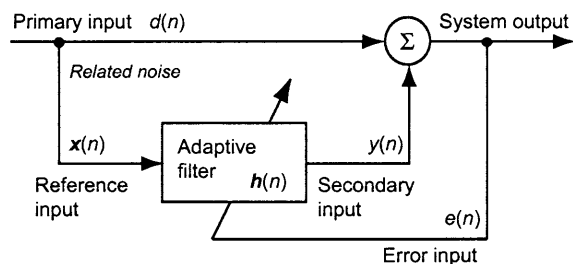 Primary input d(n)
System output
Σ
Related noise
x(n)
Adaptive
filter
h(n)
y(n)
Reference
input
Secondary
input
e(n)
Error input